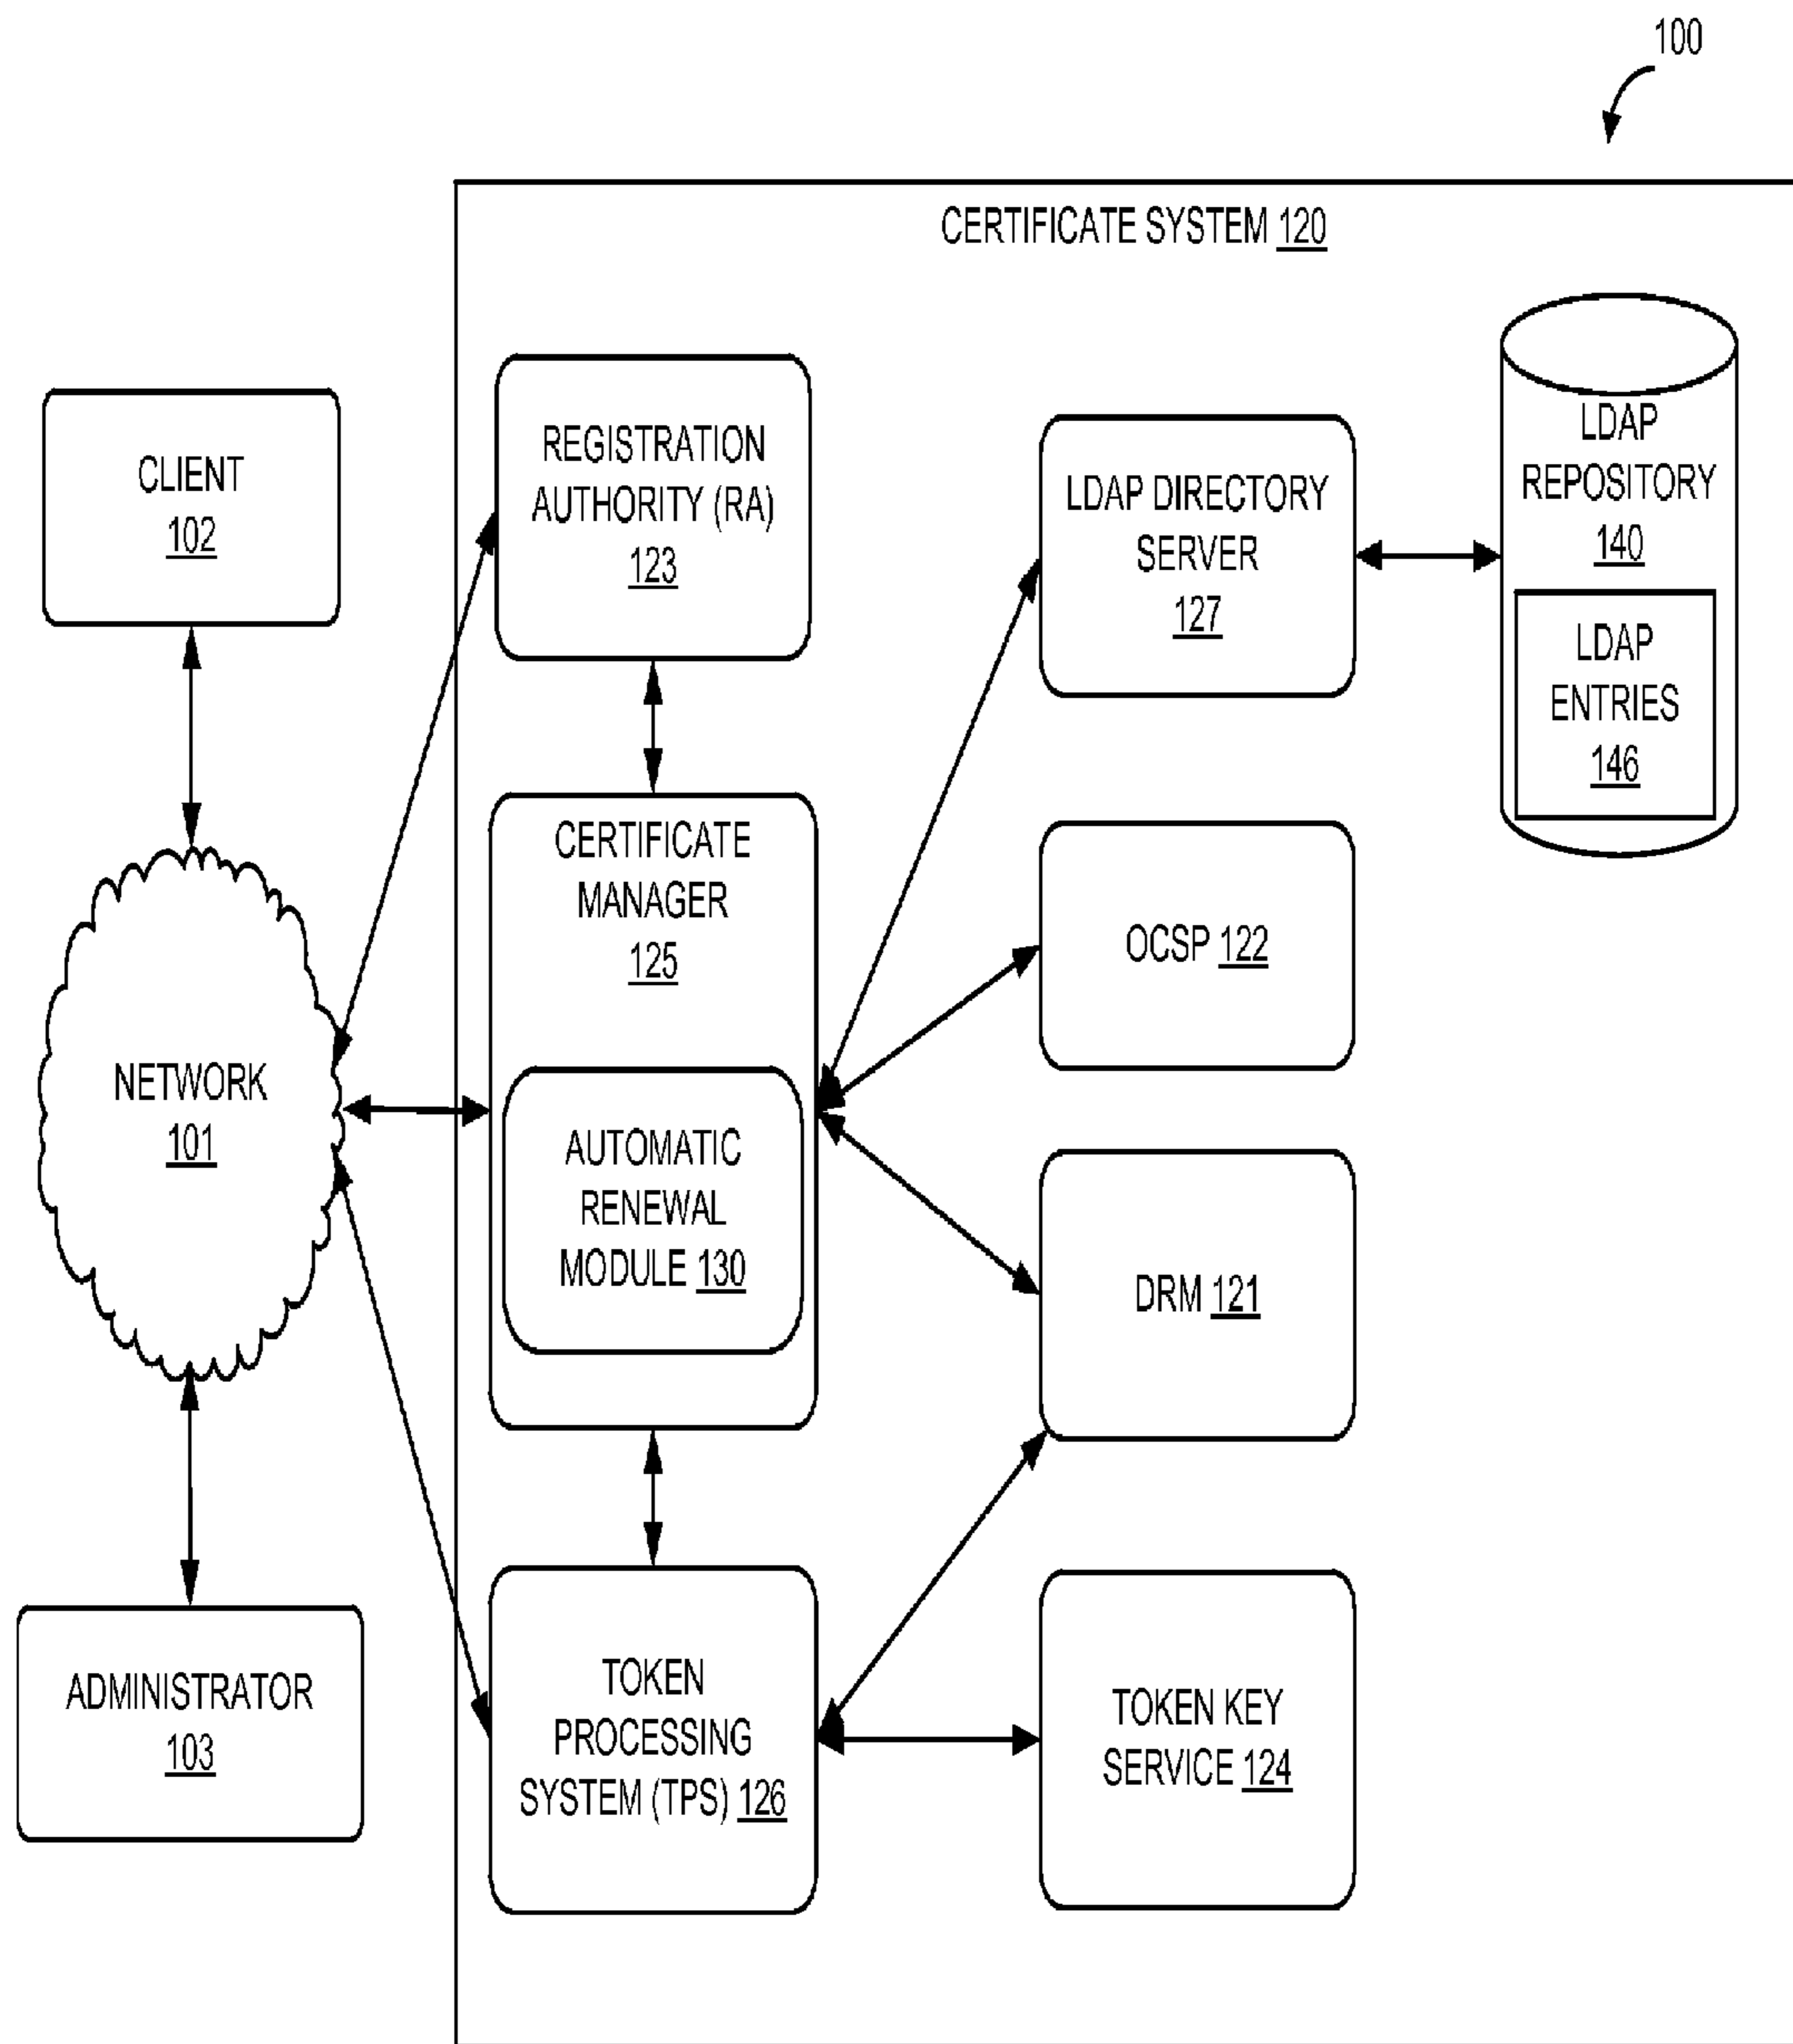 100
CERTIFICATE SYSTEM 120
CLIENT
102
REGISTRATION
AUTHORITY (RA)
123
LDAP DIRECTORY
SERVER
127
LDAP
REPOSITORY
140
LDAP
ENTRIES
146
CERTIFICATE
MANAGER
125
OCSP 122
NETWORK
101
AUTOMATIC
RENEWAL
MODULE 130
DRM 121
ADMINISTRATOR
103
TOKEN
PROCESSING
SYSTEM (TPS) 126
TOKEN KEY
SERVICE 124